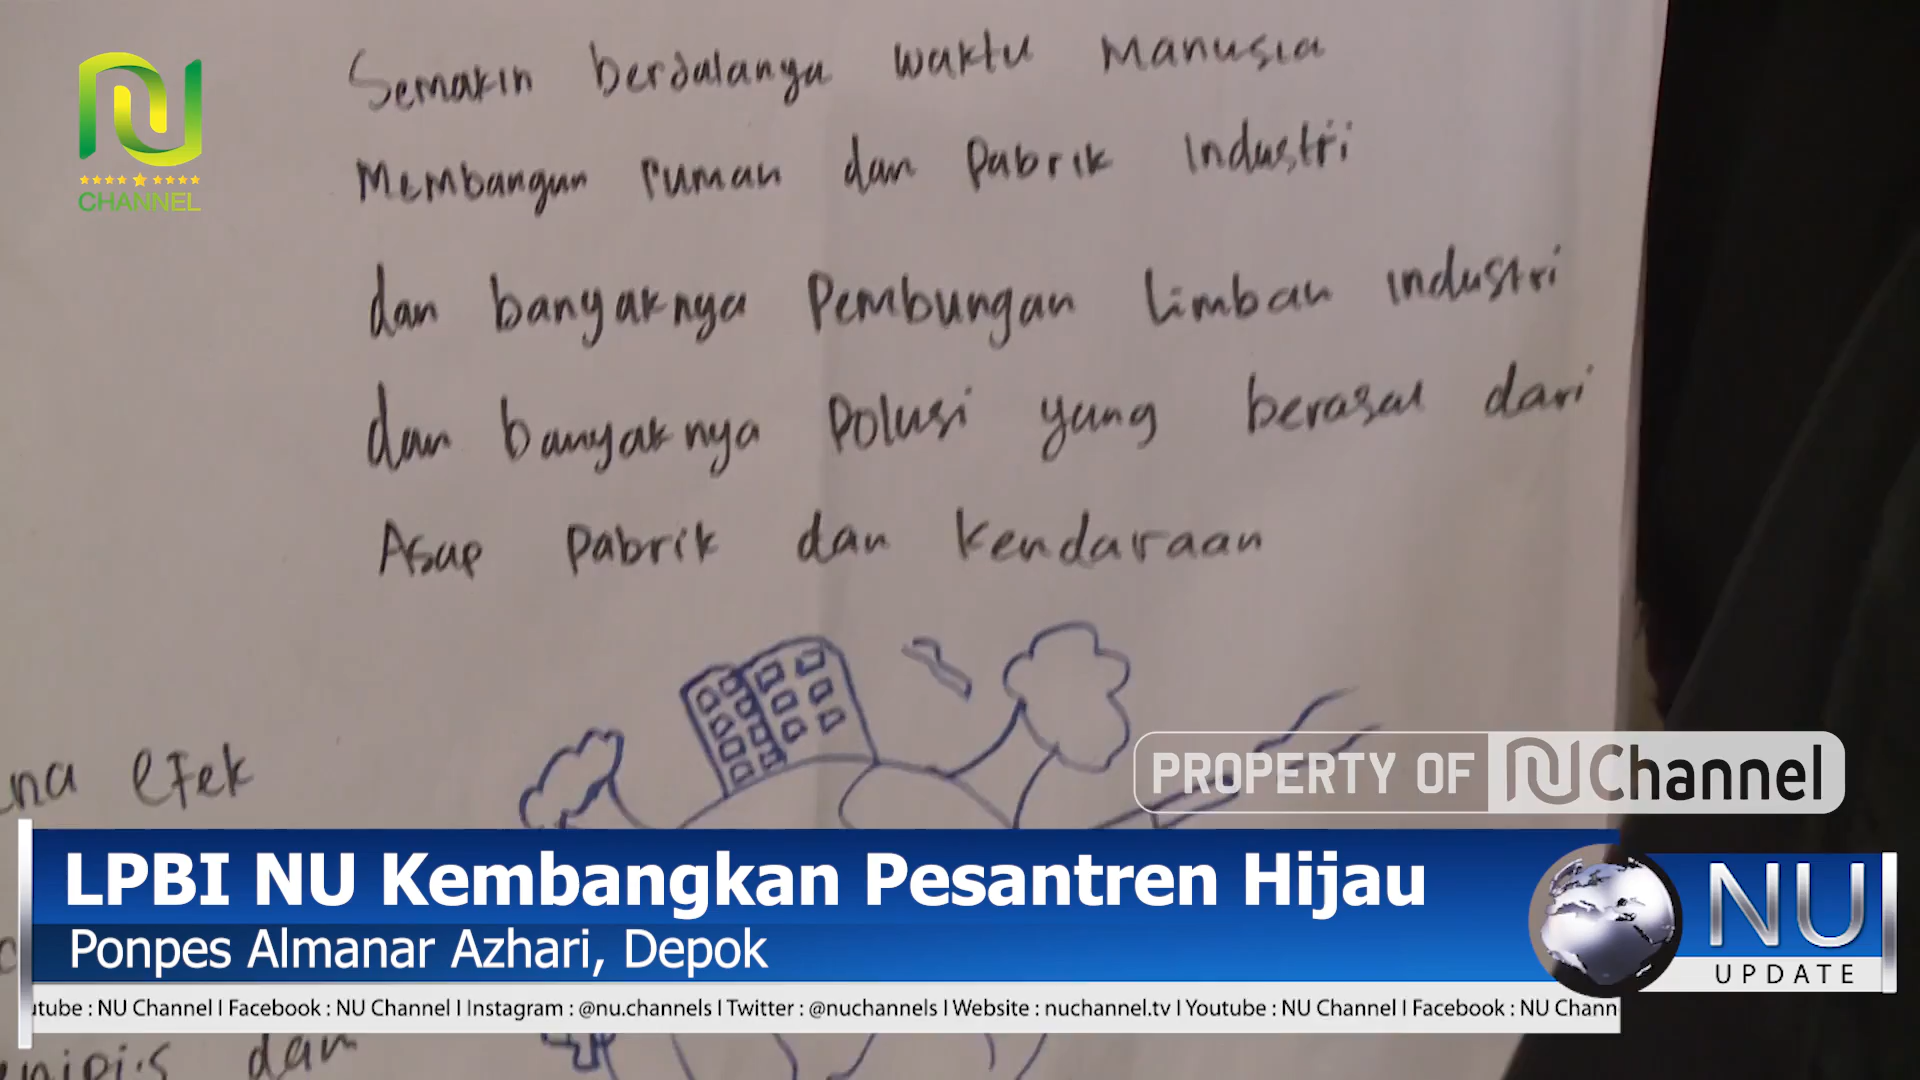 CHANNEL
Semakin berjalanya waktu Manusia
Membangun rumah dan Pabrik Industri
dan banyaknya Pembungan limbah industri
dan banyaknya Polusi yang berasal dari
Asap Pabrik dan Kendaraan
efek
PROPERTY OF NU Channel
LPBI NU Kembangkan Pesantren Hijau
Ponpes Almanar Azhari, Depok
NU
UPDATE
utube : NU Channel I Facebook : NU Channel I Instagram : @nu.channels I Twitter : @nuchannels I Website : nuchannel.tv I Youtube : NU Channel I Facebook : NU Chann
dan